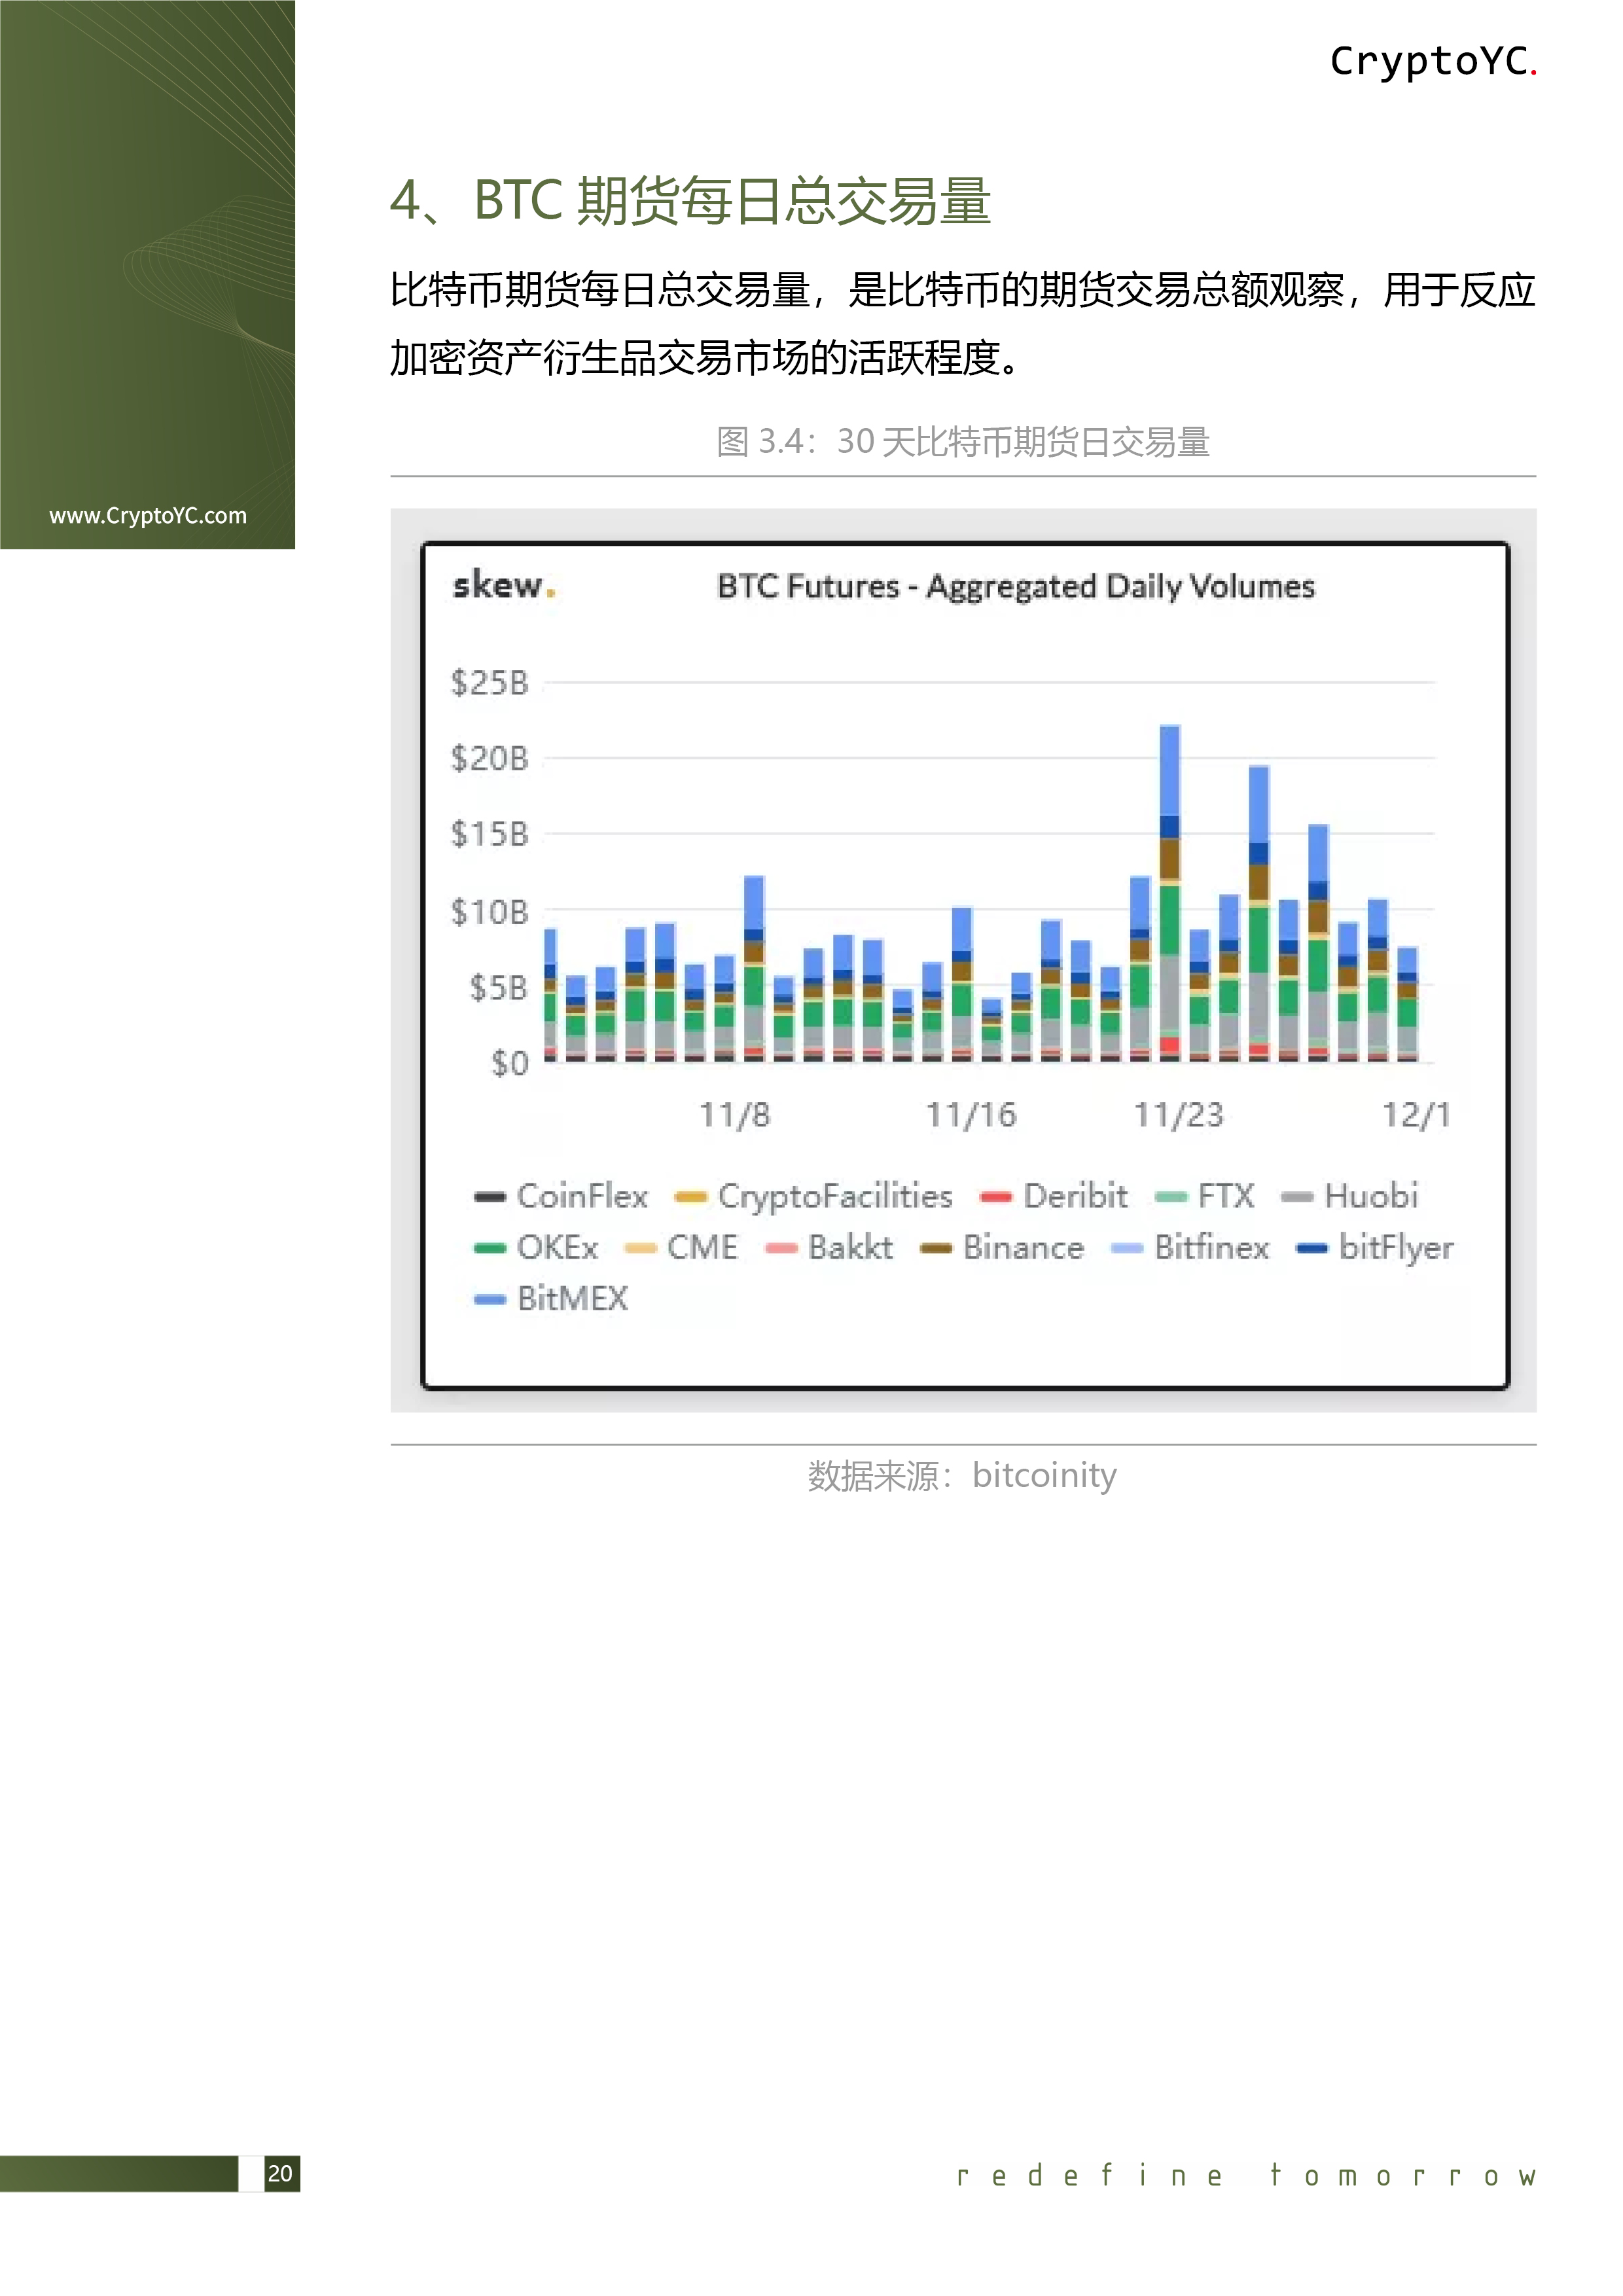 CryptoYC.
www.CryptoYC.com
4、BTC 期货每日总交易量
比特币期货每日总交易量，是比特币的期货交易总额观察，用于反应
加密资产衍生品交易市场的活跃程度。
图 3.4：30 天比特币期货日交易量
skew.
BTC Futures - Aggregated Daily Volumes
$25B
$20B
$15B
$10B
$5B
$0
11/8 11/16 11/23 12/1
CoinFlex CryptoFacilities Deribit FTX Huobi
OKEx CME Bakkt Binance Bitfinex bitFlyer
BitMEX
数据来源：bitcoinity
20
redefine tomorrow